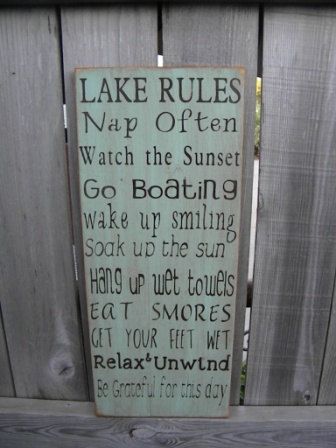 LAKE RULES
Nap Often
Watch the Sunset
Go Boating
wake up smiling
Soak up the sun
Hang up wet towels
EAT SMORES
GET YOUR FEET WET
Relax & Unwind
Be Grateful for this day